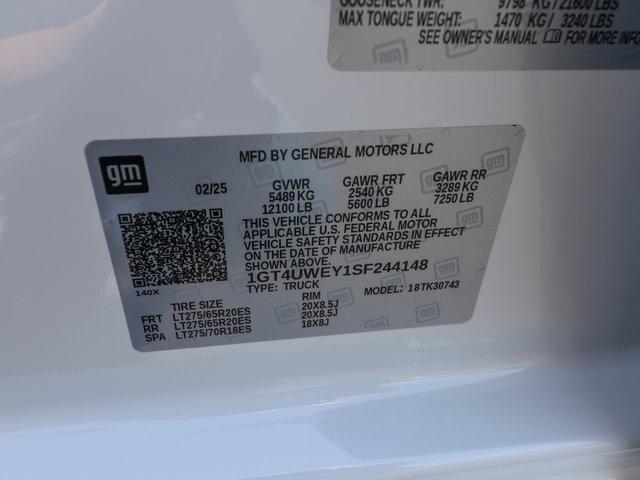 GOOSENECK TWR: 9798 KG / 21600 LBS
MAX TONGUE WEIGHT: 1470 KG / 3240 LBS
SEE OWNER'S MANUAL FOR MORE
gm
MFD BY GENERAL MOTORS LLC
02/25 GVWR GAWR FRT GAWR RR
5489 KG 2540 KG 3289 KG
12100 LB 5600 LB 7250 LB
THIS VEHICLE CONFORMS TO ALL
APPLICABLE U.S. FEDERAL MOTOR
VEHICLE SAFETY STANDARDS IN EFFECT
ON THE DATE OF MANUFACTURE
SHOWN ABOVE.
1GT4UWEY1SF244148
140X
TYPE: TRUCK MODEL: 18TK30743
TIRE SIZE RIM
FRT LT275/65R20ES 20X8.5J
RR LT275/65R20ES 20X8.5J
SPA LT275/70R18ES 18X8J